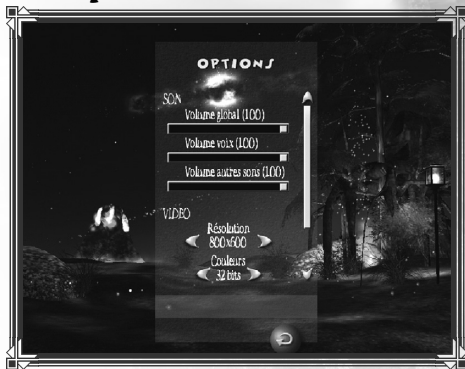 OPTIONS
SON
Volume global (100)
Volume voix (100)
Volume autres sons (100)
VIDEO
Résolution
800x600
Couleurs
32 bits